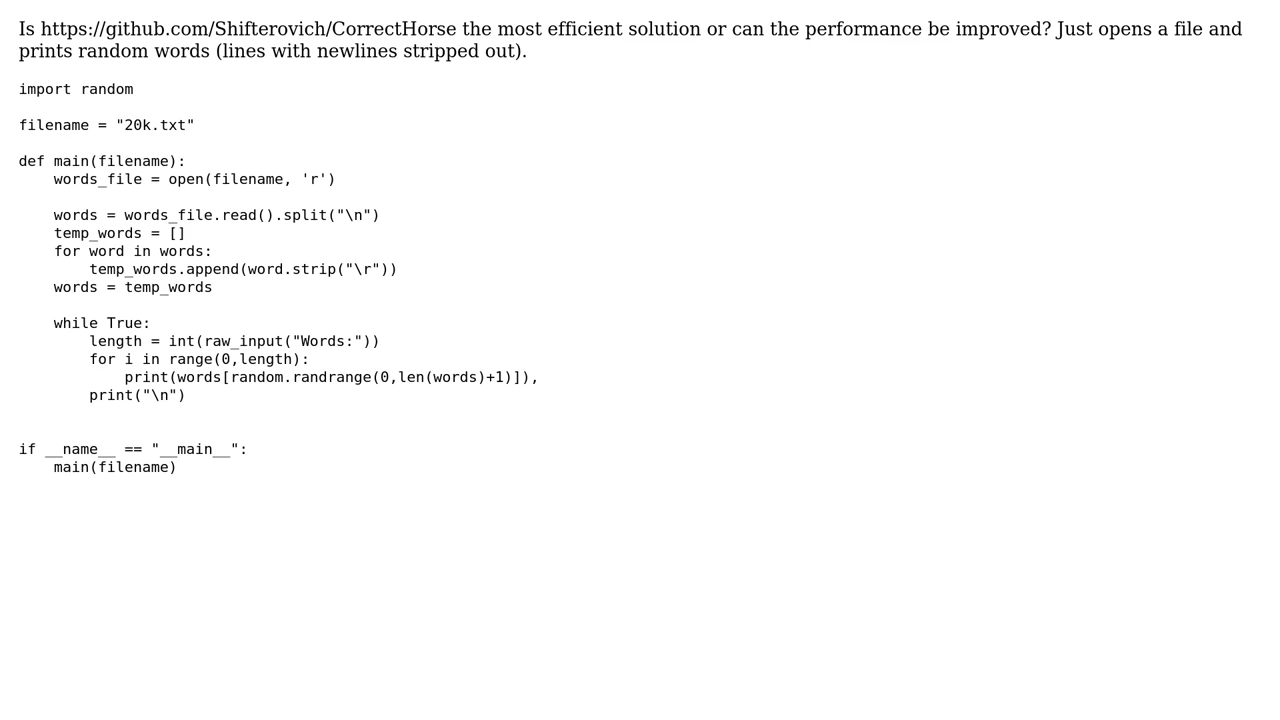 Is https://github.com/Shifterovich/CorrectHorse the most efficient solution or can the performance be improved? Just opens a file and
prints random words (lines with newlines stripped out).
import random
filename = "20k.txt"
def main(filename):
    words_file = open(filename, 'r')
    words = words_file.read().split("\n")
    temp_words = []
    for word in words:
        temp_words.append(word.strip("\r"))
    words = temp_words
    while True:
        length = int(raw_input("Words:"))
        for i in range(0,length):
            print(words[random.randrange(0,len(words)+1)]),
        print("\n")
if __name__ == "__main__":
    main(filename)